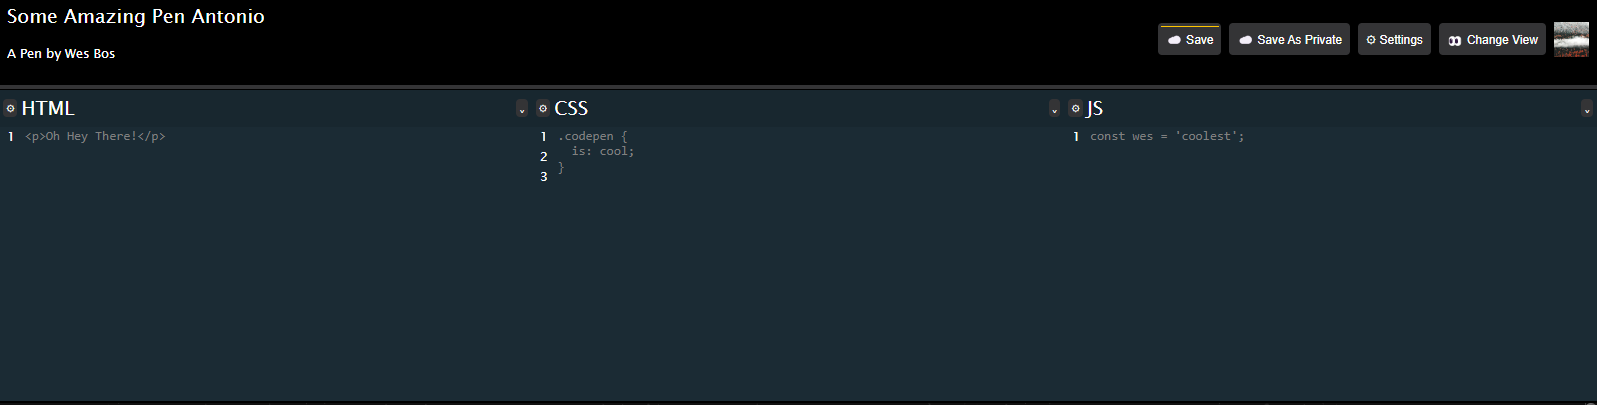 Some Amazing Pen Antonio
A Pen by Wes Bos
Save
Save As Private
Settings
Change View
HTML
1 <p>Oh Hey There!</p>
CSS
1 .codepen {
2   is: cool;
3 }
JS
1 const wes = 'coolest';